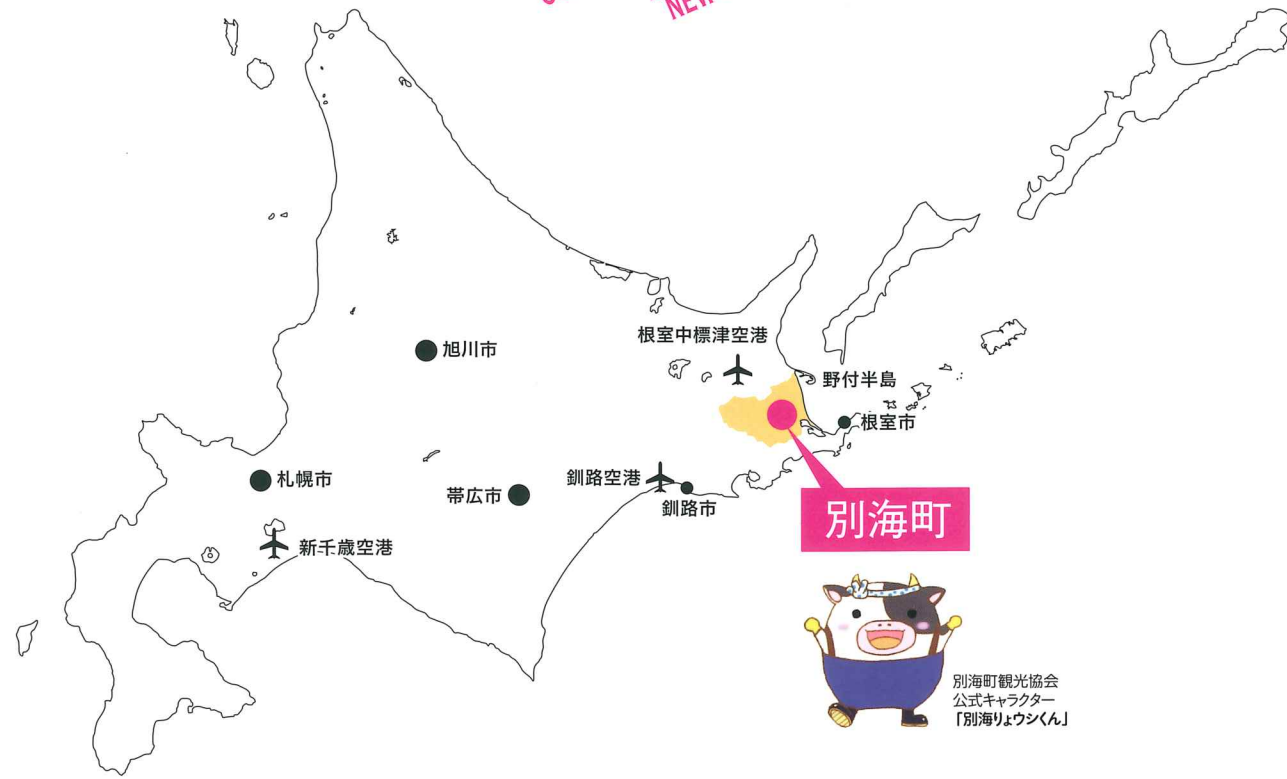 NEW
根室中標津空港
旭川市
野付半島
根室市
札幌市
釧路空港
帯広市
釧路市
別海町
新千歳空港
別海町観光協会
公式キャラクター
「別海りょウシくん」